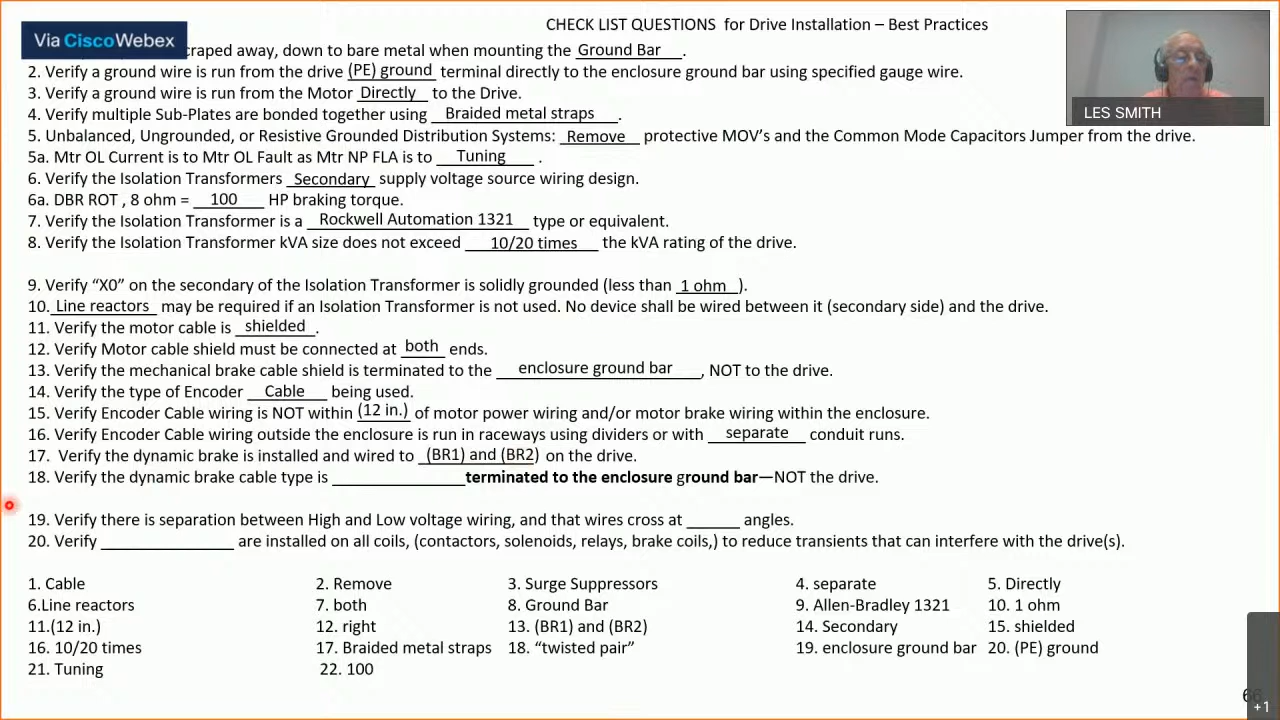 CHECK LIST QUESTIONS for Drive Installation – Best Practices
Via Cisco Webex
craped away, down to bare metal when mounting the Ground Bar.
2. Verify a ground wire is run from the drive (PE) ground terminal directly to the enclosure ground bar using specified gauge wire.
3. Verify a ground wire is run from the Motor Directly to the Drive.
4. Verify multiple Sub-Plates are bonded together using Braided metal straps.
5. Unbalanced, Ungrounded, or Resistive Grounded Distribution Systems: Remove protective MOV's and the Common Mode Capacitors Jumper from the drive.
5a. Mtr OL Current is to Mtr OL Fault as Mtr NP FLA is to Tuning .
6. Verify the Isolation Transformers Secondary supply voltage source wiring design.
6a. DBR ROT , 8 ohm = 100 HP braking torque.
7. Verify the Isolation Transformer is a Rockwell Automation 1321 type or equivalent.
8. Verify the Isolation Transformer kVA size does not exceed 10/20 times the kVA rating of the drive.
9. Verify “X0” on the secondary of the Isolation Transformer is solidly grounded (less than 1 ohm ).
10. Line reactors may be required if an Isolation Transformer is not used. No device shall be wired between it (secondary side) and the drive.
11. Verify the motor cable is shielded.
12. Verify Motor cable shield must be connected at both ends.
13. Verify the mechanical brake cable shield is terminated to the enclosure ground bar, NOT to the drive.
14. Verify the type of Encoder Cable being used.
15. Verify Encoder Cable wiring is NOT within (12 in.) of motor power wiring and/or motor brake wiring within the enclosure.
16. Verify Encoder Cable wiring outside the enclosure is run in raceways using dividers or with separate conduit runs.
17. Verify the dynamic brake is installed and wired to (BR1) and (BR2) on the drive.
18. Verify the dynamic brake cable type is ______________terminated to the enclosure ground bar—NOT the drive.
19. Verify there is separation between High and Low voltage wiring, and that wires cross at ______ angles.
20. Verify ______________ are installed on all coils, (contactors, solenoids, relays, brake coils,) to reduce transients that can interfere with the drive(s).
1. Cable 2. Remove 3. Surge Suppressors 4. separate 5. Directly
6.Line reactors 7. both 8. Ground Bar 9. Allen-Bradley 1321 10. 1 ohm
11.(12 in.) 12. right 13. (BR1) and (BR2) 14. Secondary 15. shielded
16. 10/20 times 17. Braided metal straps 18. “twisted pair” 19. enclosure ground bar 20. (PE) ground
21. Tuning 22. 100
LES SMITH
+1